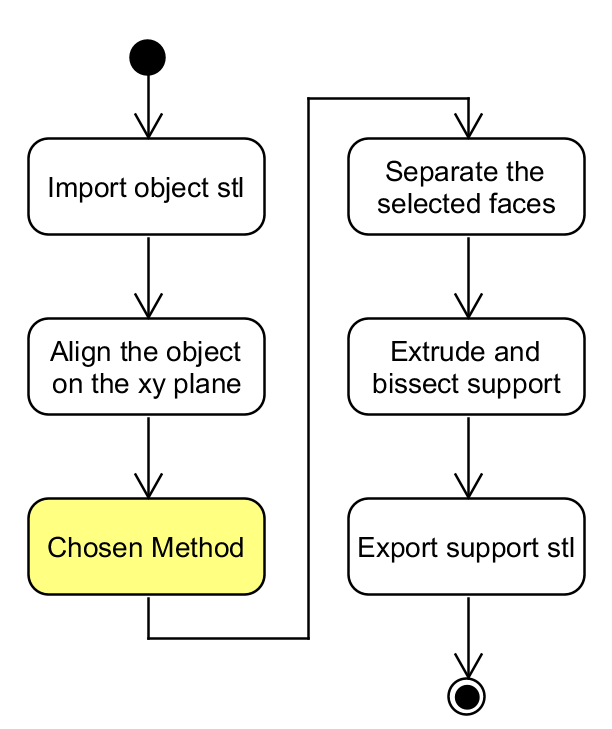 Import object stl
Align the object
on the xy plane
Chosen Method
Separate the
selected faces
Extrude and
bissect support
Export support stl